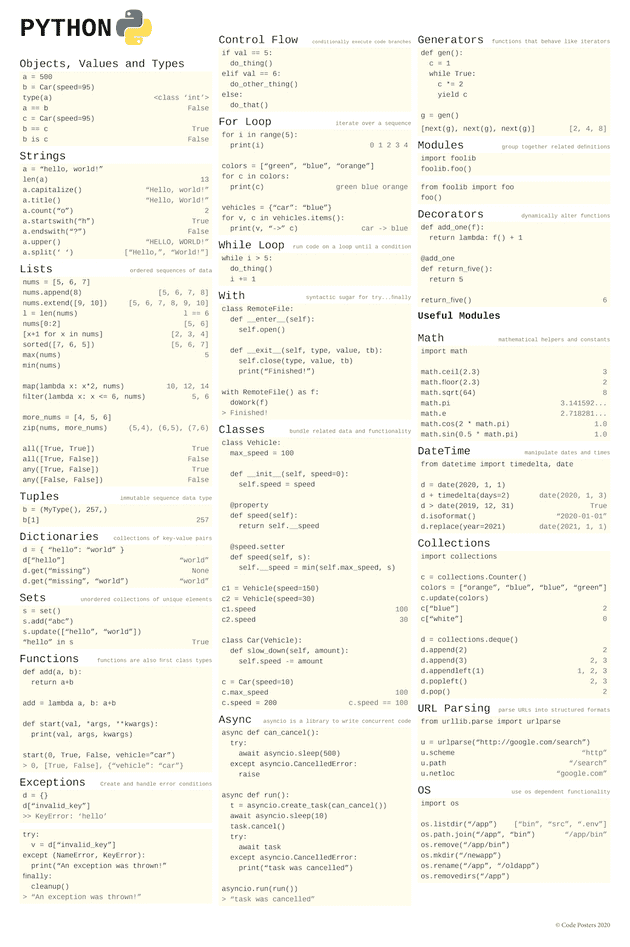 PYTHON
Objects, Values and Types
a = 500
b = Car(speed=95)
type(a) <class ‘int’>
a == b False
c = Car(speed=95)
b == c True
b is c False
Strings
a = “hello, world!”
len(a) 13
a.capitalize() “Hello, world!”
a.title() “Hello, World!”
a.count(“o”) 2
a.startswith(“h”) True
a.endswith(“?”) False
a.upper() “HELLO, WORLD!”
a.split(‘ ‘) [“Hello,”, “World!”]
Lists ordered sequences of data
nums = [5, 6, 7]
nums.append(8) [5, 6, 7, 8]
nums.extend([9, 10]) [5, 6, 7, 8, 9, 10]
l = len(nums) l == 6
nums[0:2] [5, 6]
[x+1 for x in nums] [2, 3, 4]
sorted([7, 6, 5]) [5, 6, 7]
max(nums) 5
min(nums)
map(lambda x: x*2, nums) 10, 12, 14
filter(lambda x: x <= 6, nums) 5, 6
more_nums = [4, 5, 6]
zip(nums, more_nums) (5,4), (6,5), (7,6)
all([True, True]) True
all([True, False]) False
any([True, False]) True
any([False, False]) False
Tuples immutable sequence data type
b = (MyType(), 257,)
b[1] 257
Dictionaries collections of key-value pairs
d = { “hello”: “world” }
d[“hello”] “world”
d.get(“missing”) None
d.get(“missing”, “world”) “world”
Sets unordered collections of unique elements
s = set()
s.add(“abc”)
s.update([“hello”, “world”])
“hello” in s True
Functions functions are also first class types
def add(a, b):
return a+b
add = lambda a, b: a+b
def start(val, *args, **kwargs):
print(val, args, kwargs)
start(0, True, False, vehicle=”car”)
> 0, [True, False], {“vehicle”: “car”}
Exceptions Create and handle error conditions
d = {}
d[“invalid_key”]
>> KeyError: ‘hello’
try:
v = d[“invalid_key”]
except (NameError, KeyError):
print(“An exception was thrown!”
finally:
cleanup()
> “An exception was thrown!”
Control Flow conditionally execute code branches
if val == 5:
do_thing()
elif val == 6:
do_other_thing()
else:
do_that()
For Loop iterate over a sequence
for i in range(5):
print(i) 0 1 2 3 4
colors = [“green”, “blue”, “orange”]
for c in colors:
print(c) green blue orange
vehicles = {“car”: “blue”}
for v, c in vehicles.items():
print(v, “->” c) car -> blue
While Loop run code on a loop until a condition
while i > 5:
do_thing()
i += 1
With syntactic sugar for try...finally
class RemoteFile:
def __enter__(self):
self.open()
def __exit__(self, type, value, tb):
self.close(type, value, tb)
print(“Finished!”)
with RemoteFile() as f:
doWork(f)
> Finished!
Classes bundle related data and functionality
class Vehicle:
max_speed = 100
def __init__(self, speed=0):
self.speed = speed
@property
def speed(self):
return self.__speed
@speed.setter
def speed(self, s):
self.__speed = min(self.max_speed, s)
c1 = Vehicle(speed=150)
c2 = Vehicle(speed=30)
c1.speed 100
c2.speed 30
class Car(Vehicle):
def slow_down(self, amount):
self.speed -= amount
c = Car(speed=10)
c.max_speed 100
c.speed = 200 c.speed == 100
Async asyncio is a library to write concurrent code
async def can_cancel():
try:
await asyncio.sleep(500)
except asyncio.CancelledError:
raise
async def run():
t = asyncio.create_task(can_cancel())
await asyncio.sleep(10)
task.cancel()
try:
await task
except asyncio.CancelledError:
print(“task was cancelled”)
asyncio.run(run())
> “task was cancelled”
Generators functions that behave like iterators
def gen():
c = 1
while True:
c *= 2
yield c
g = gen()
[next(g), next(g), next(g)] [2, 4, 8]
Modules group together related definitions
import foolib
foolib.foo()
from foolib import foo
foo()
Decorators dynamically alter functions
def add_one(f):
return lambda: f() + 1
@add_one
def return_five():
return 5
return_five() 6
Useful Modules
Math mathematical helpers and constants
import math
math.ceil(2.3) 3
math.floor(2.3) 2
math.sqrt(64) 8
math.pi 3.141592...
math.e 2.718281...
math.cos(2 * math.pi) 1.0
math.sin(0.5 * math.pi) 1.0
DateTime manipulate dates and times
from datetime import timedelta, date
d = date(2020, 1, 1)
d + timedelta(days=2) date(2020, 1, 3)
d > date(2019, 12, 31) True
d.isoformat() “2020-01-01”
d.replace(year=2021) date(2021, 1, 1)
Collections
import collections
c = collections.Counter()
colors = [“orange”, “blue”, “blue”, “green”]
c.update(colors)
c[“blue”] 2
c[“white”] 0
d = collections.deque()
d.append(2) 2
d.append(3) 2, 3
d.appendleft(1) 1, 2, 3
d.popleft() 2, 3
d.pop() 2
URL Parsing parse URLs into structured formats
from urllib.parse import urlparse
u = urlparse(“http://google.com/search”)
u.scheme “http”
u.path “/search”
u.netloc “google.com”
OS use os dependent functionality
import os
os.listdir(“/app”) [“bin”, “src”, “.env”]
os.path.join(“/app”, “bin”) “/app/bin”
os.remove(“/app/bin”)
os.mkdir(“/newapp”)
os.rename(“/app”, “/oldapp”)
os.removedirs(“/app”)
© Code Posters 2020